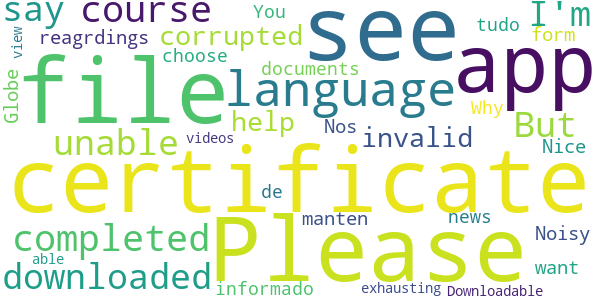 say course see I'm
reagrdings corrupted You tudo form
view choose app
Globe file language documents Why
help Nos invalid But
unable videos Nice
certificate
de manten news
completed Please Noisy
able downloaded want
informado exhausting Downloadable